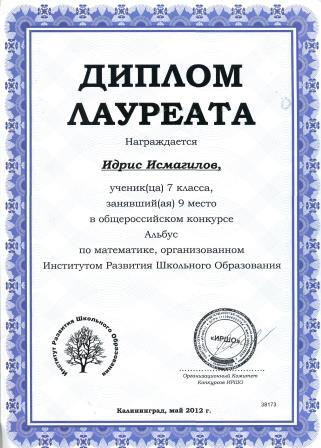 ДИПЛОМ
ЛАУРЕАТА
Награждается
Идрис Исмагилов,
ученик(ца) 7 класса,
занявший(ая) 9 место
в общероссийском конкурсе
Альбус
по математике, организованном
Институтом Развития Школьного Образования
Институт Развития Школьного Образования
«ИРШО»
Организационный Комитет
Конкурсов ИРШО
38173
Калининград, май 2012 г.